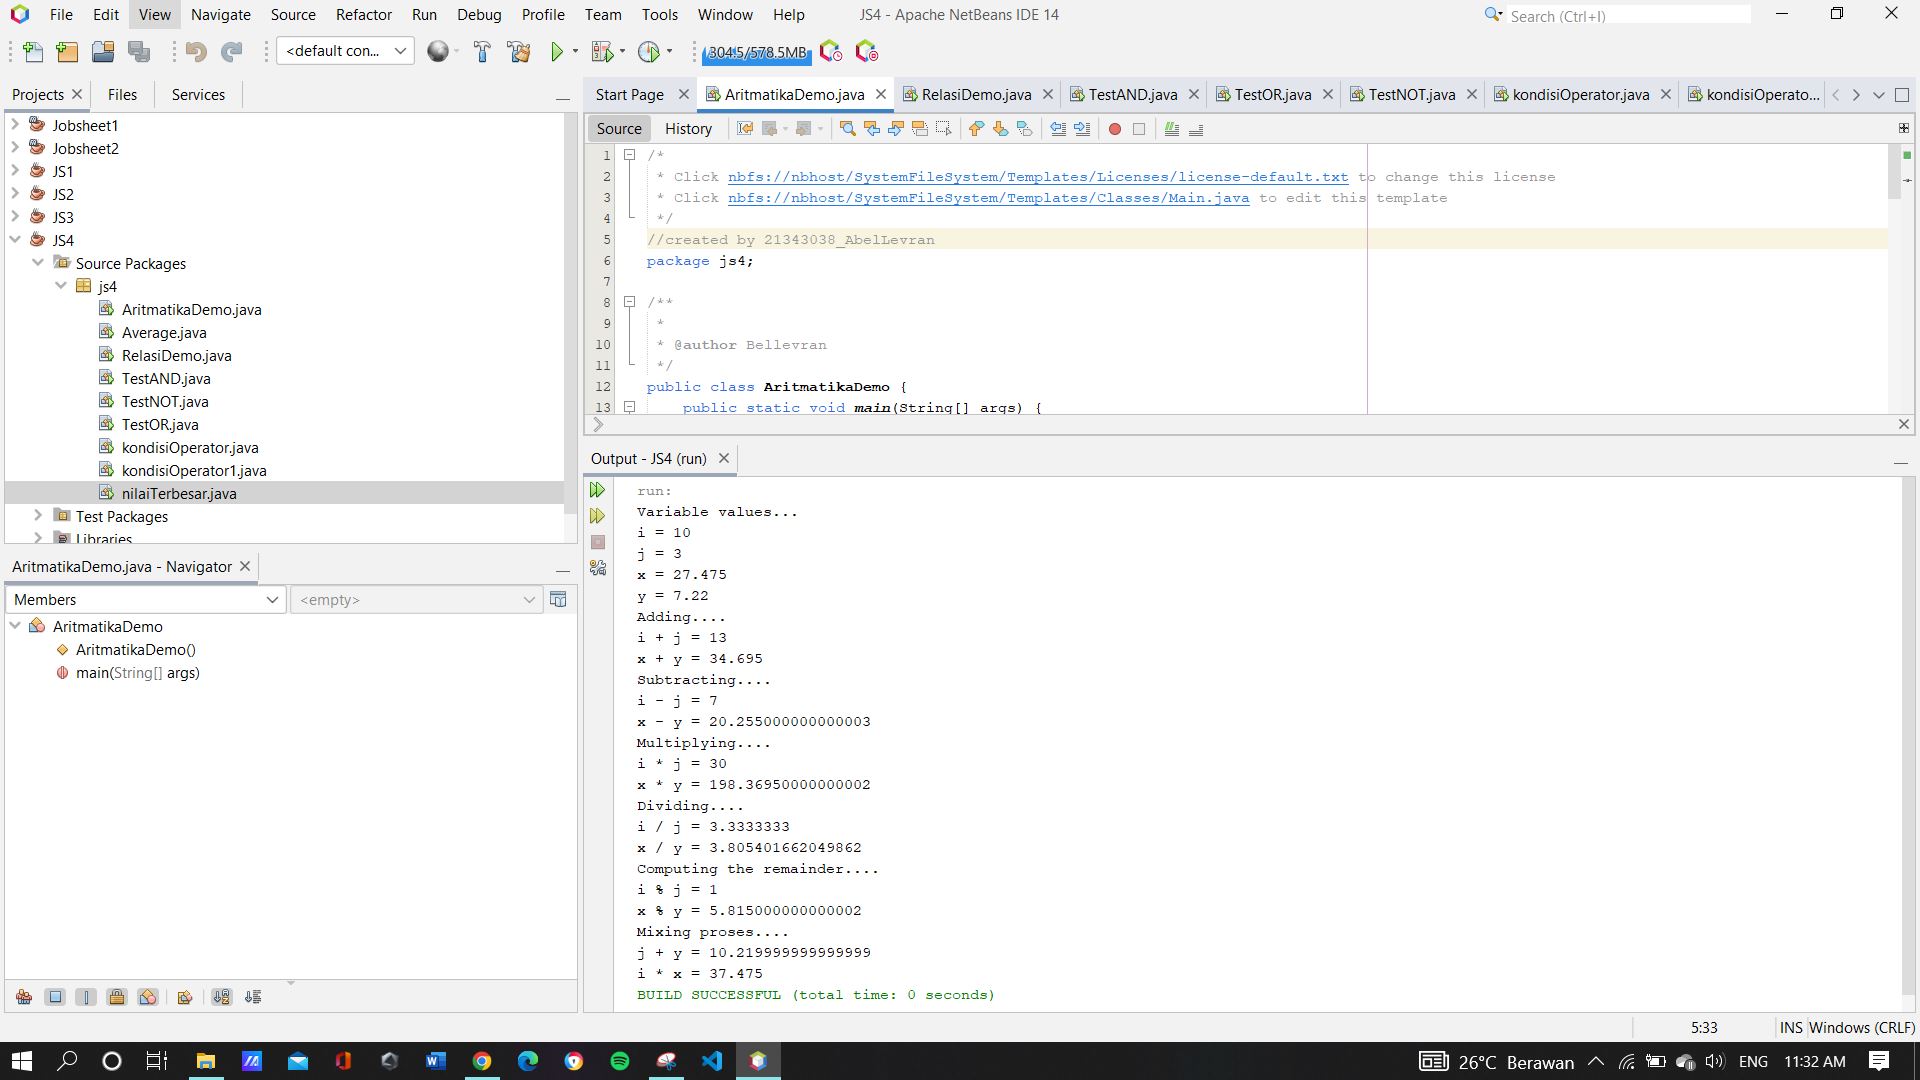 File Edit View Navigate Source Refactor Run Debug Profile Team Tools Window Help JS4 - Apache NetBeans IDE 14 Search (Ctrl+I)
<default con... 304.5/578.5MB
Projects Files Services
Jobsheet1
Jobsheet2
JS1
JS2
JS3
JS4
Source Packages
js4
AritmatikaDemo.java
Average.java
RelasiDemo.java
TestAND.java
TestNOT.java
TestOR.java
kondisiOperator.java
kondisiOperator1.java
nilaiTerbesar.java
Test Packages
Libraries
AritmatikaDemo.java - Navigator
Members <empty>
AritmatikaDemo
AritmatikaDemo()
main(String[] args)
Start Page AritmatikaDemo.java RelasiDemo.java TestAND.java TestOR.java TestNOT.java kondisiOperator.java kondisiOperato...
Source History
1 /*
2 * Click nbfs://nbhost/SystemFileSystem/Templates/Licenses/license-default.txt to change this license
3 * Click nbfs://nbhost/SystemFileSystem/Templates/Classes/Main.java to edit this template
4 */
5 //created by 21343038_AbelLevran
6 package js4;
7
8 /**
9 *
10 * @author Bellevran
11 */
12 public class AritmatikaDemo {
13 public static void main(String[] args) {
Output - JS4 (run)
run:
Variable values...
i = 10
j = 3
x = 27.475
y = 7.22
Adding....
i + j = 13
x + y = 34.695
Subtracting....
i - j = 7
x - y = 20.255000000000003
Multiplying....
i * j = 30
x * y = 198.36950000000002
Dividing....
i / j = 3.3333333
x / y = 3.805401662049862
Computing the remainder....
i % j = 1
x % y = 5.815000000000002
Mixing proses....
j + y = 10.219999999999999
i * x = 37.475
BUILD SUCCESSFUL (total time: 0 seconds)
5:33 INS Windows (CRLF)
26°C Berawan ENG 11:32 AM